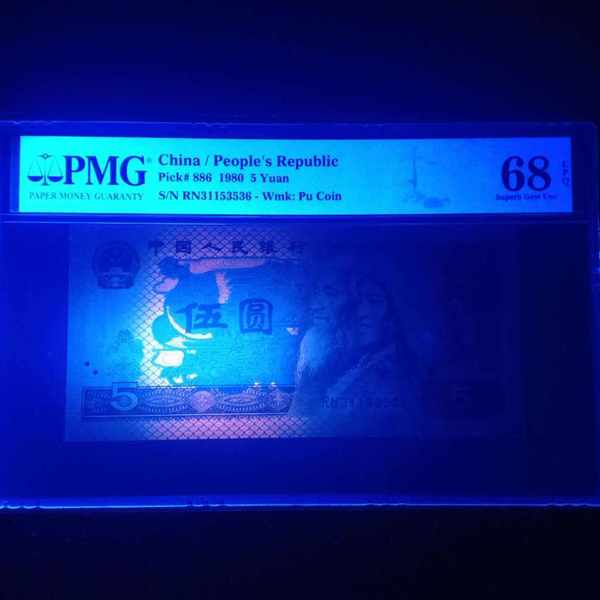 PMG
PAPER MONEY GUARANTY
China / People's Republic
Pick# 886 1980 5 Yuan
S/N RN31153536 - Wmk: Pu Coin
68
EPQ
Superb Gem Unc
中国人民银行
伍圆
5
5